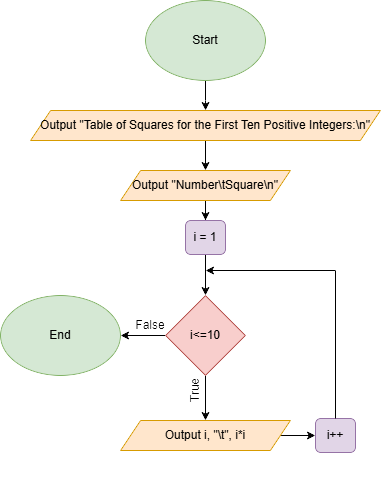 Start
Output "Table of Squares for the First Ten Positive Integers:\n"
Output "Number\tSquare\n"
i = 1
i<=10
False
End
True
Output i, "\t", i*i
i++